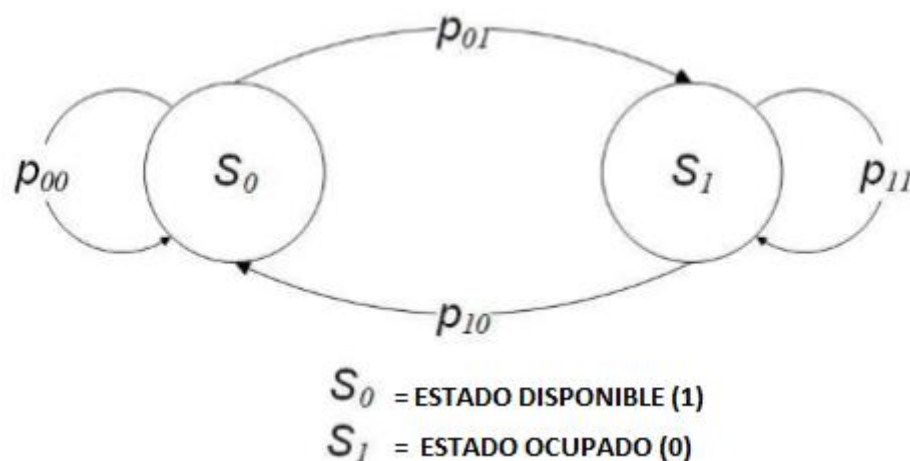 p01
p00
S0
S1
p11
p10
S0 = ESTADO DISPONIBLE (1)
S1 = ESTADO OCUPADO (0)